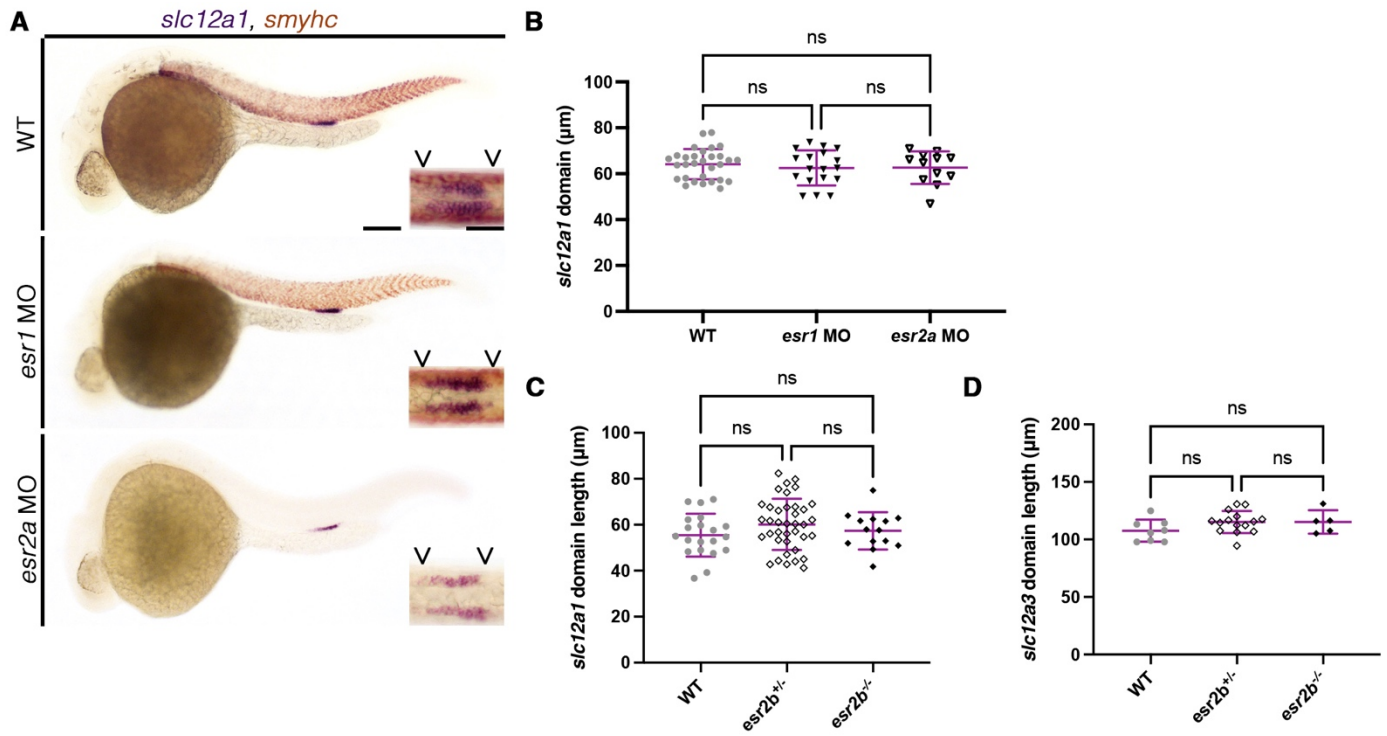 A
slc12a1, smyhc
WT
esr1 MO
esr2a MO
V V
V V
V V
B
ns
ns ns
slc12a1 domain (µm)
100
80
60
40
20
0
WT esr1 MO esr2a MO
C
ns
ns ns
slc12a1 domain length (µm)
100
80
60
40
20
0
WT esr2b+/- esr2b-/-
D
ns
ns ns
slc12a3 domain length (µm)
200
150
100
50
0
WT esr2b+/- esr2b-/-